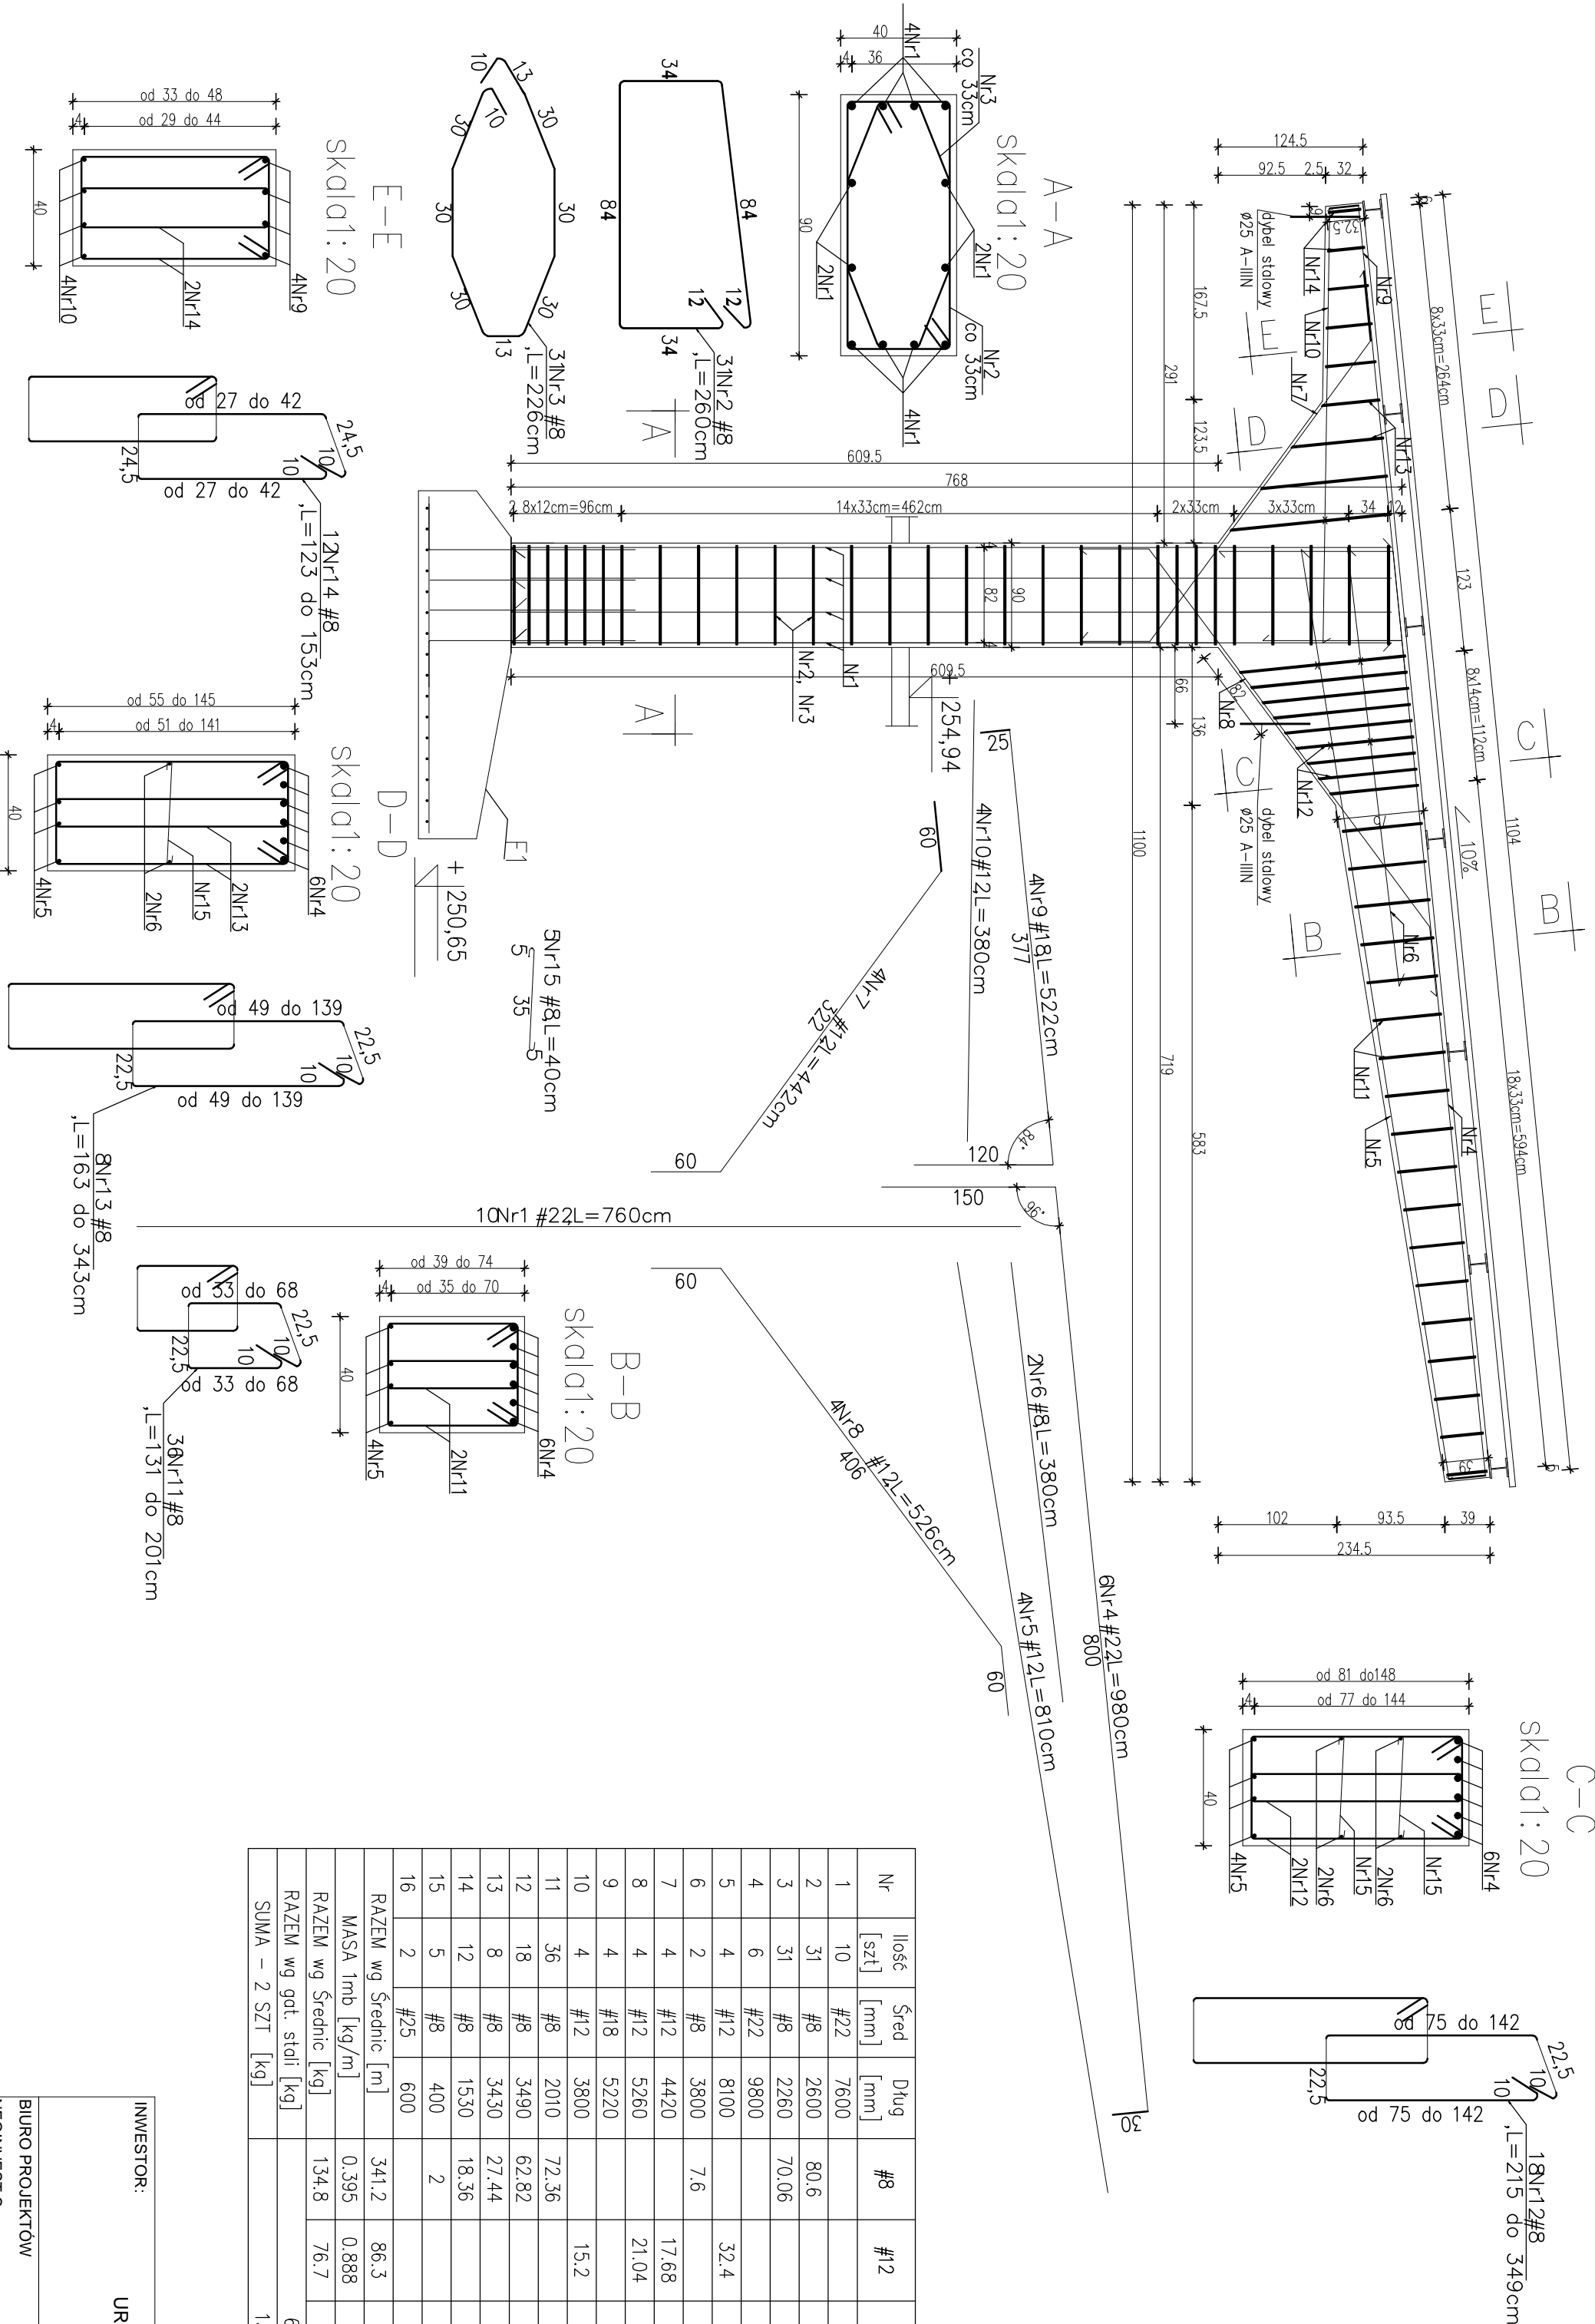 A-A
skala1:20
40
4
36
4Nr1
Nr3
co 33cm
90
2Nr1
2Nr1
Nr2
co 33cm
4Nr1
34
84
84
12
12
34
31Nr2 #8
,L=260cm
10
13
30
10
30
30
30
30
30
13
31Nr3 #8
,L=226cm
E-E
skala1:20
od 33 do 48
od 29 do 44
4
40
4Nr9
2Nr14
4Nr10
od 27 do 42
24,5
10
10
24,5
od 27 do 42
12Nr14 #8
,L=123 do 153cm
D-D
skala1:20
od 55 do 145
od 51 do 141
4
40
6Nr4
2Nr13
Nr15
2Nr6
4Nr5
od 49 do 139
22,5
10
10
22,5
od 49 do 139
8Nr13 #8
,L=163 do 343cm
B-B
skala1:20
od 39 do 74
od 35 do 70
4
40
6Nr4
2Nr11
4Nr5
od 33 do 68
22,5
10
10
22,5
od 33 do 68
36Nr11#8
,L=131 do 201cm
C-C
skala1:20
od 81 do148
od 77 do 144
4
40
6Nr4
Nr15
2Nr6
Nr15
2Nr6
2Nr12
4Nr5
od 75 do 142
22,5
10
10
22,5
od 75 do 142
18Nr12#8
,L=215 do 349cm
124.5
92.5
2.5
32
32.5
dybel stalowy
ø25 A-IIIN
Nr14
Nr10
Nr9
Nr7
Nr13
E
E
D
D
C
C
B
B
A
A
8x33cm=264cm
123
8x14cm=112cm
18x33cm=594cm
1104
10%
167.5
291
123.5
609.5
768
2
8x12cm=96cm
14x33cm=462cm
2x33cm
3x33cm
34
12
4
82
90
4
609.5
66
136
82
1100
719
583
Nr1
Nr2, Nr3
Nr8
Nr12
dybel stalowy
ø25 A-IIIN
Nr6
Nr11
Nr4
Nr5
39
5
102
93.5
39
234.5
254,94
+ 250,65
F1
25
4Nr9 #18,L=522cm
377
84°
120
4Nr10#12,L=380cm
60
4Nr7 #12,L=442cm
322
60
5Nr15 #8,L=40cm
5
35
5
10Nr1 #22,L=760cm
150
96°
6Nr4 #22,L=980cm
800
30
2Nr6 #8,L=380cm
4Nr5 #12,L=810cm
60
4Nr8 #12,L=526cm
406
60
Nr Ilość [szt] Śred [mm] Dług [mm] #8 #12
1 10 #22 7600
2 31 #8 2600 80.6
3 31 #8 2260 70.06
4 6 #22 9800
5 4 #12 8100 32.4
6 2 #8 3800 7.6
7 4 #12 4420 17.68
8 4 #12 5260 21.04
9 4 #18 5220
10 4 #12 3800 15.2
11 36 #8 2010 72.36
12 18 #8 3490 62.82
13 8 #8 3430 27.44
14 12 #8 1530 18.36
15 5 #8 400 2
16 2 #25 600
RAZEM wg Średnic [m] 341.2 86.3
MASA 1mb [kg/m] 0.395 0.888
RAZEM wg Średnic [kg] 134.8 76.7
RAZEM wg gat. stali [kg]
SUMA - 2 SZT [kg]
INWESTOR:
BIURO PROJEKTÓW